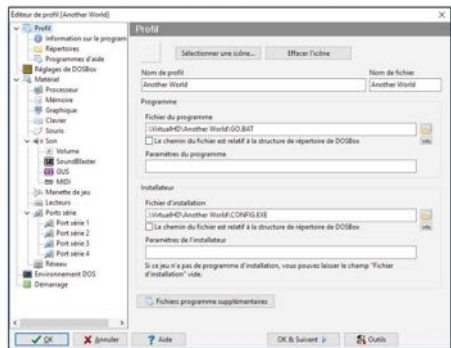 Éditeur de profil [Another World]
Profil
Information sur le program
Répertoires
Programmes d'aide
Réglages de DOSBox
Matériel
Processeur
Mémoire
Graphique
Clavier
Souris
Son
Volume
SoundBlaster
GUS
MIDI
Manette de jeu
Lecteurs
Ports série
Port série 1
Port série 2
Port série 3
Port série 4
Réseau
Environnement DOS
Démarrage
Profil
Sélectionner une icône...
Effacer l'icône
Nom de profil
Nom de fichier
Another World
Another World
Programme
Fichier du programme
.\VirtualHD\Another World\GO.BAT
Le chemin du fichier est relatif à la structure de répertoire de DOSBox
Info
Paramètres du programme
Installateur
Fichier d'installation
.\VirtualHD\Another World\CONFIG.EXE
Le chemin du fichier est relatif à la structure de répertoire de DOSBox
Info
Paramètres de l'installateur
Si ce jeu n'a pas de programme d'installation, vous pouvez laisser le champ "Fichier
d'installation" vide.
Fichiers programme supplémentaires
OK
Annuler
Aide
OK & Suivant
Outils